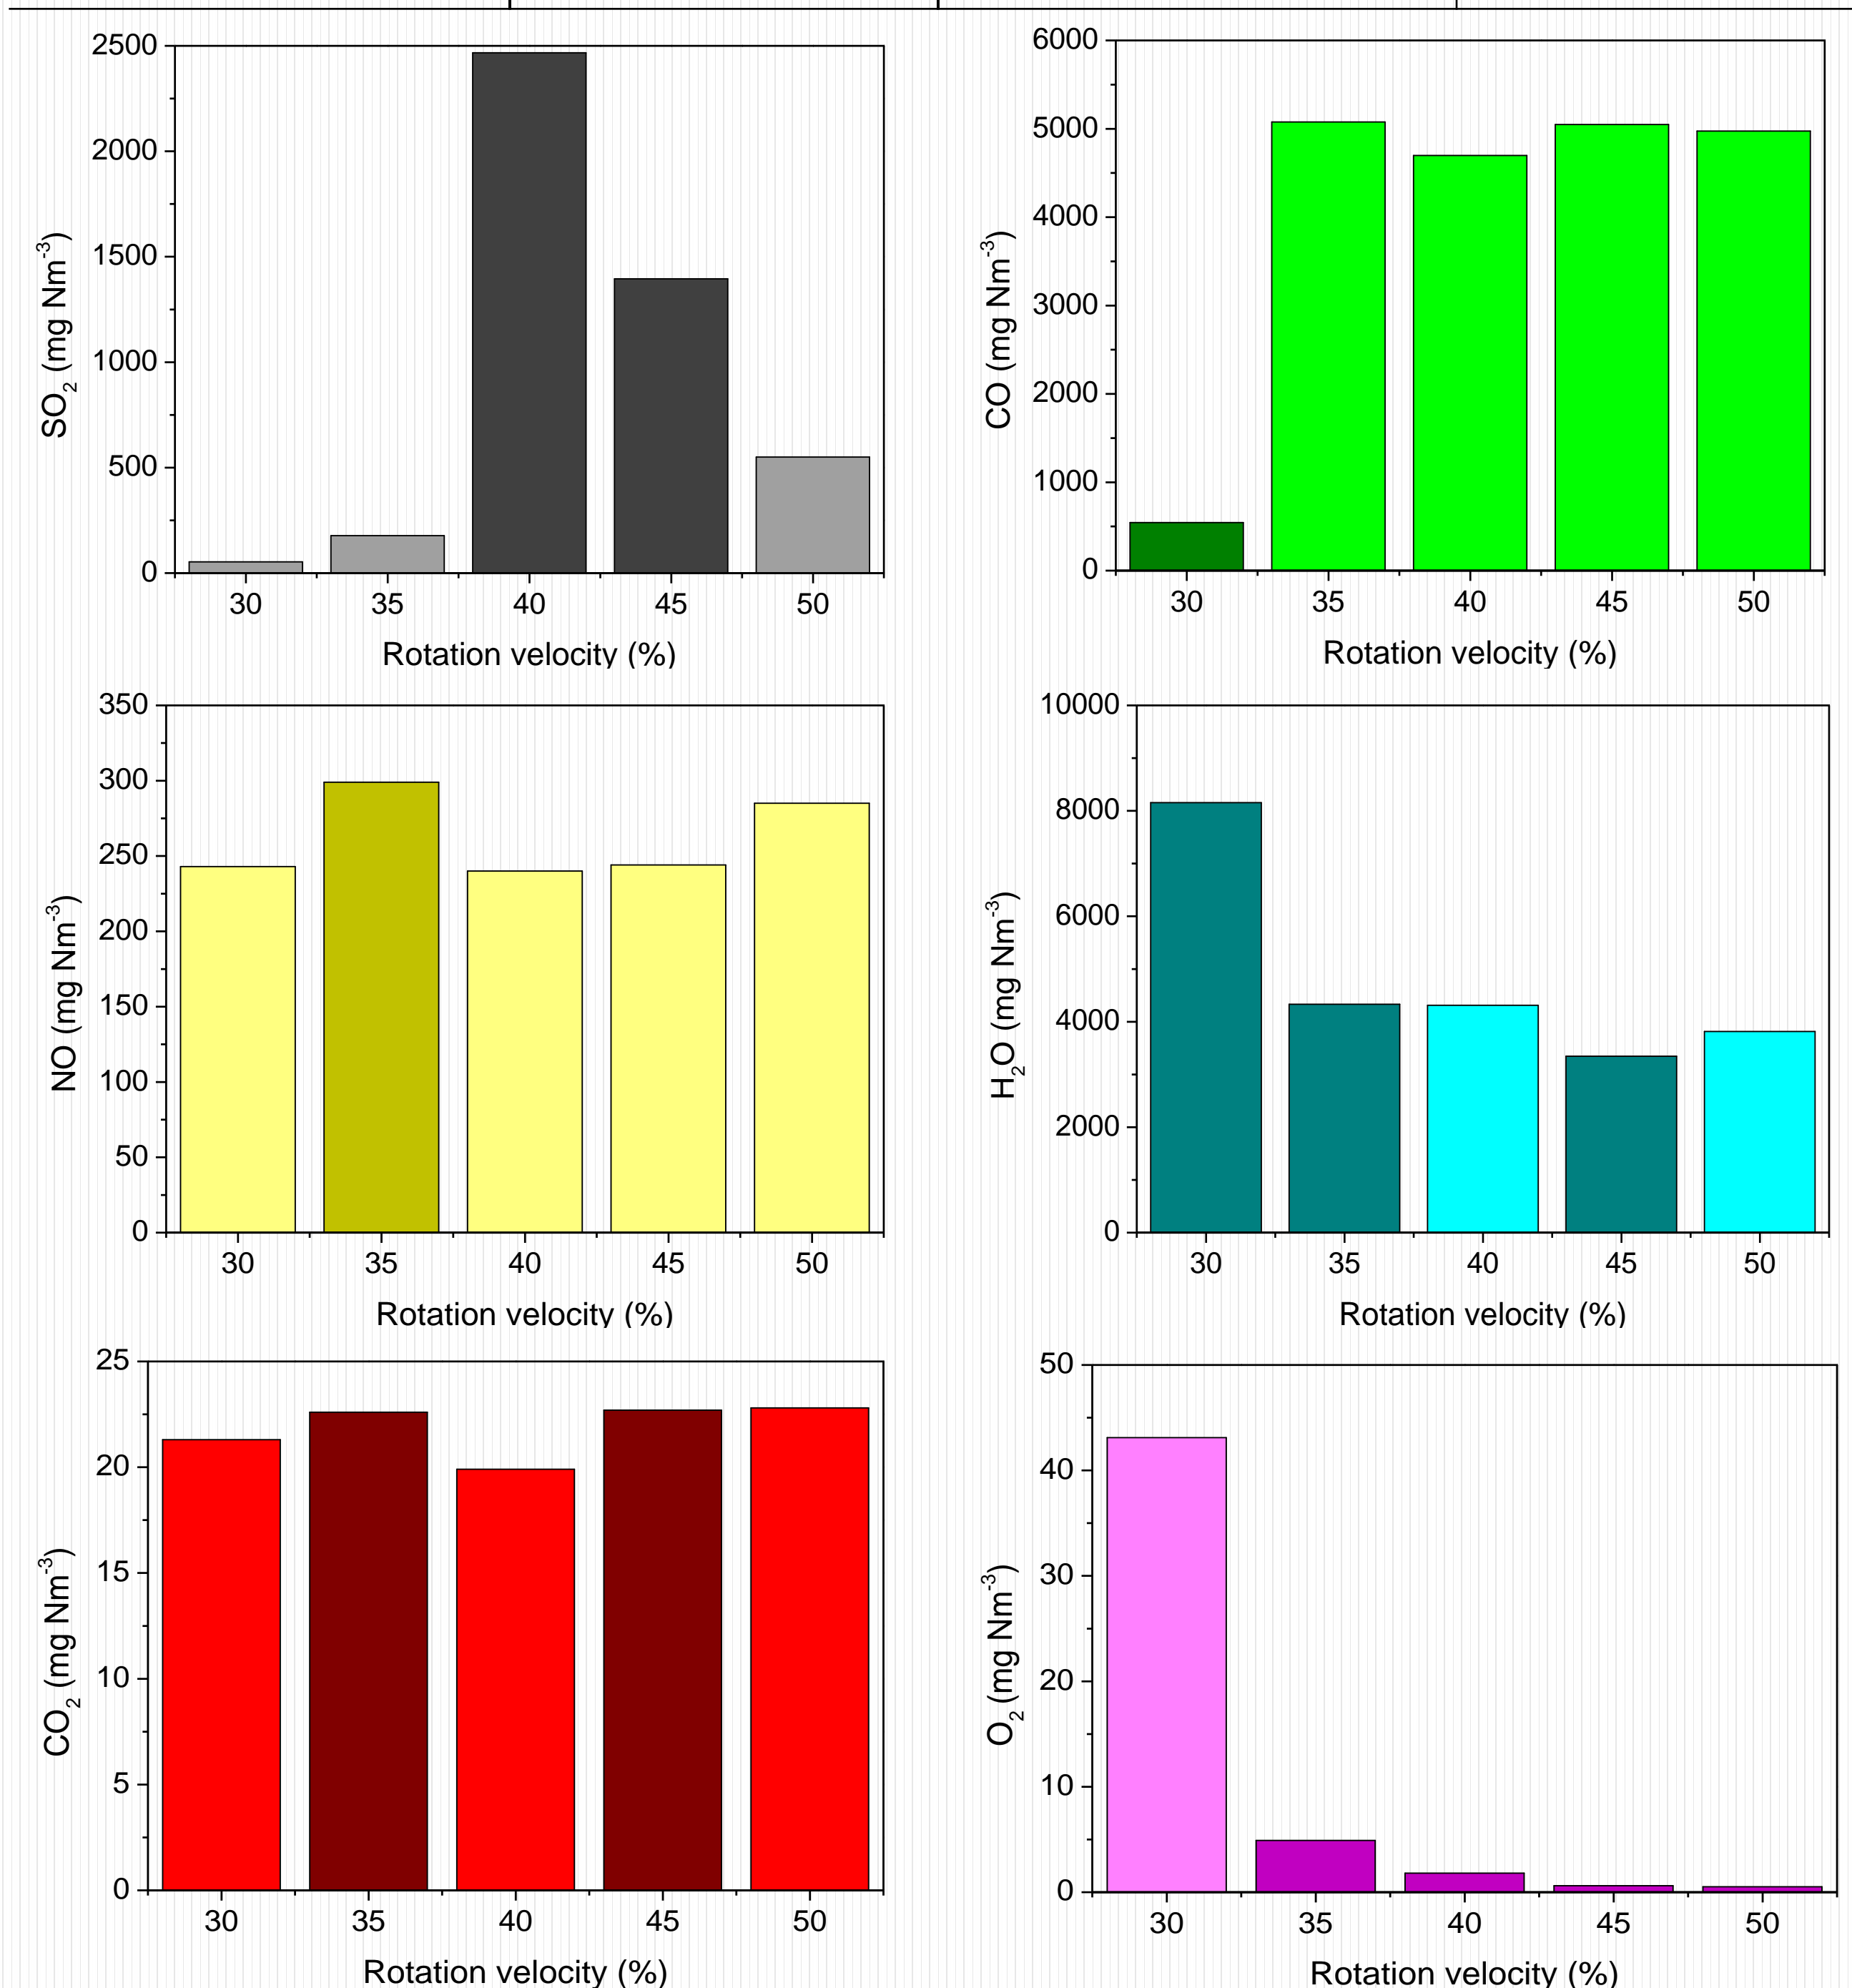 2500
2000
1500
1000
500
0
SO2 (mg Nm-3)
30 35 40 45 50
Rotation velocity (%)
6000
5000
4000
3000
2000
1000
0
CO (mg Nm-3)
30 35 40 45 50
Rotation velocity (%)
350
300
250
200
150
100
50
0
NO (mg Nm-3)
30 35 40 45 50
Rotation velocity (%)
10000
8000
6000
4000
2000
0
H2O (mg Nm-3)
30 35 40 45 50
Rotation velocity (%)
25
20
15
10
5
0
CO2 (mg Nm-3)
30 35 40 45 50
Rotation velocity (%)
50
40
30
20
10
0
O2 (mg Nm-3)
30 35 40 45 50
Rotation velocity (%)